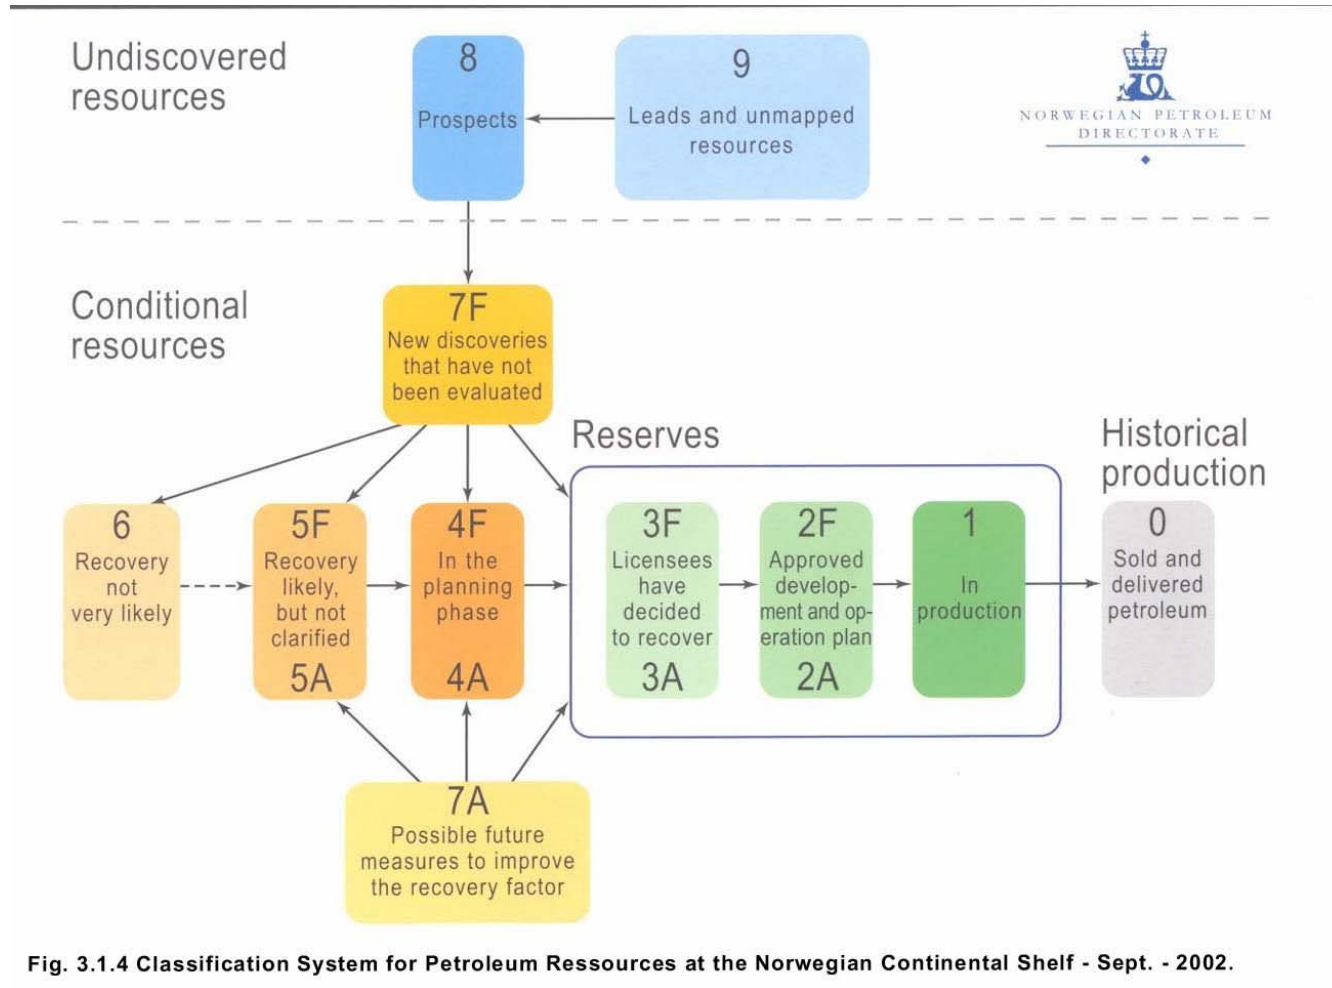 Undiscovered
resources
8
Prospects
9
Leads and unmapped
resources
NORWEGIAN PETROLEUM
DIRECTORATE
Conditional
resources
7F
New discoveries
that have not
been evaluated
Reserves
Historical
production
6
Recovery
not
very likely
5F
Recovery
likely,
but not
clarified
5A
4F
In the
planning
phase
4A
3F
Licensees
have
decided
to recover
3A
2F
Approved
develop-
ment and op-
eration plan
2A
1
In
production
0
Sold and
delivered
petroleum
7A
Possible future
measures to improve
the recovery factor
Fig. 3.1.4 Classification System for Petroleum Ressources at the Norwegian Continental Shelf - Sept. - 2002.